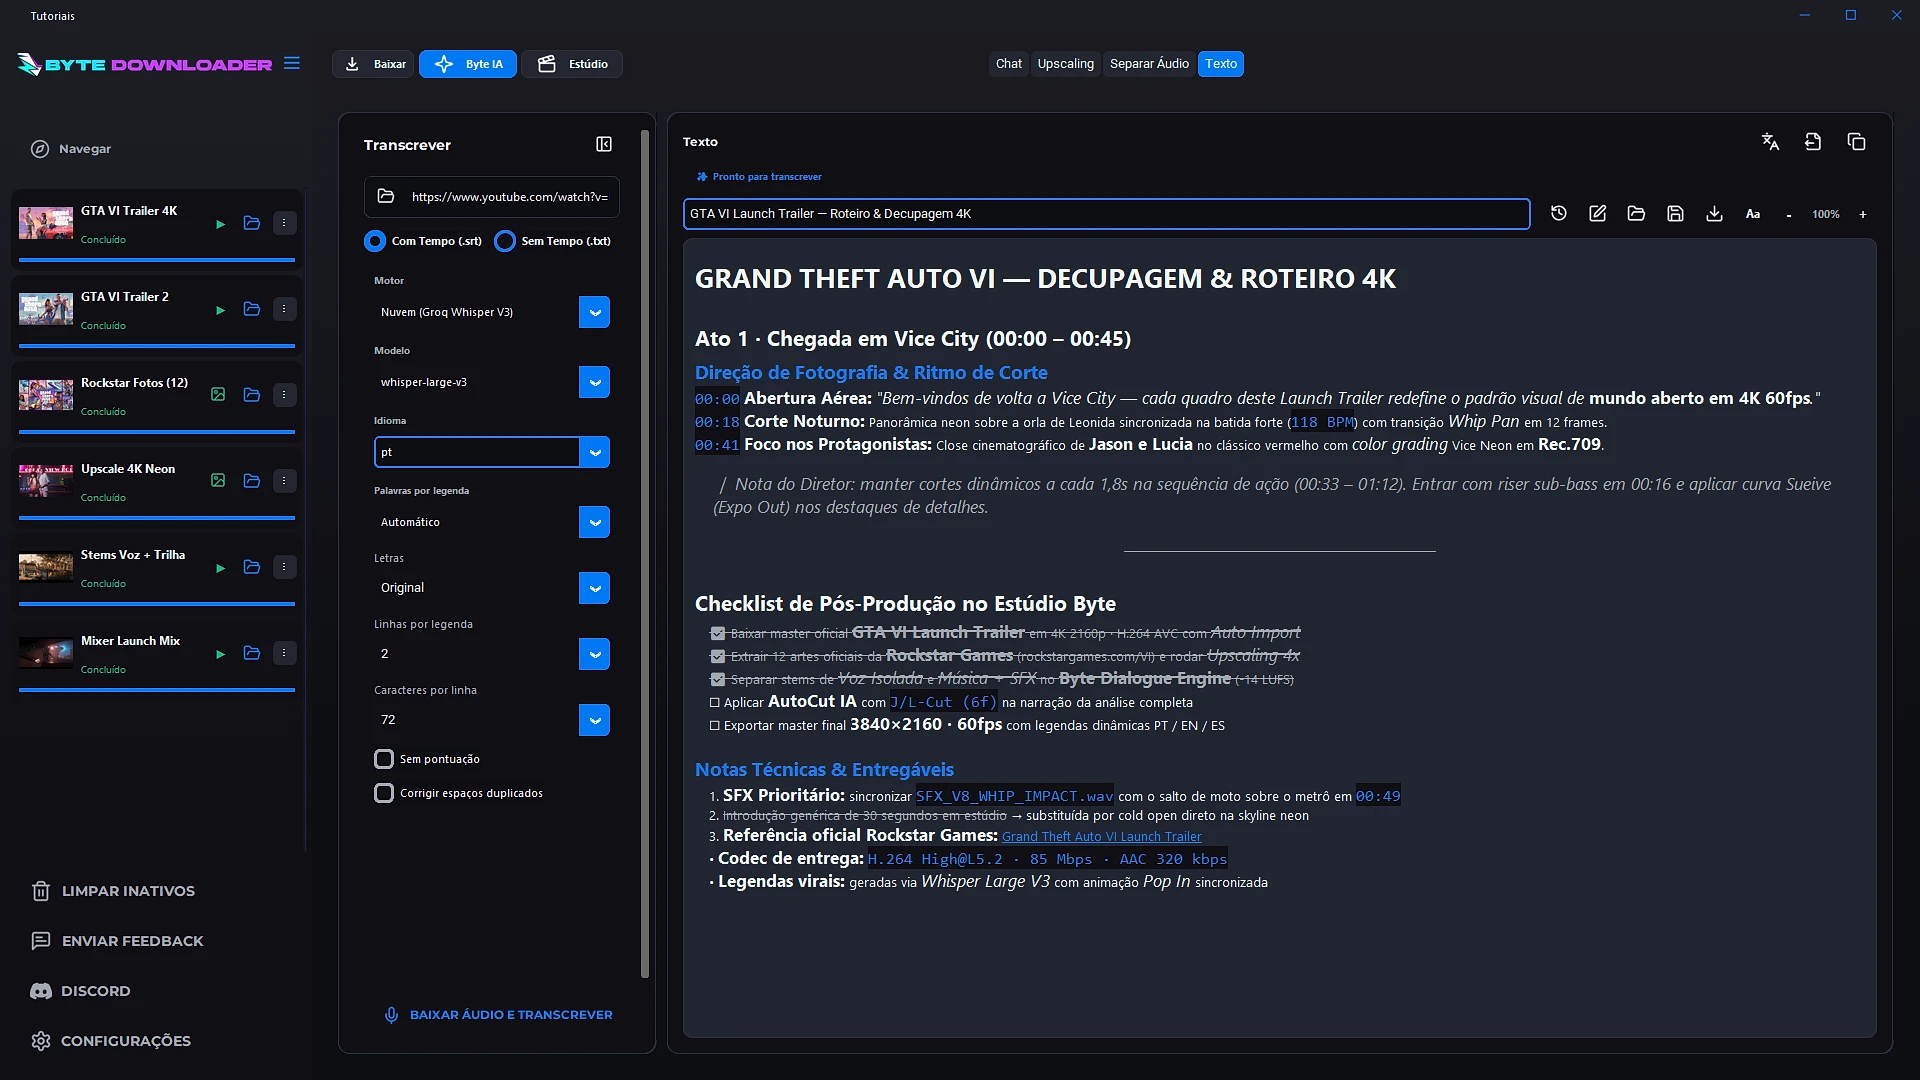 Tutoriais
BYTE DOWNLOADER
Baixar
Byte IA
Estúdio
Chat
Upscaling
Separar Áudio
Texto
Navegar
GTA VI Trailer 4K
Concluído
GTA VI Trailer 2
Concluído
Rockstar Fotos (12)
Concluído
Upscale 4K Neon
Concluído
Stems Voz + Trilha
Concluído
Mixer Launch Mix
Concluído
LIMPAR INATIVOS
ENVIAR FEEDBACK
DISCORD
CONFIGURAÇÕES
Transcrever
https://www.youtube.com/watch?v=
Com Tempo (.srt)
Sem Tempo (.txt)
Motor
Nuvem (Groq Whisper V3)
Modelo
whisper-large-v3
Idioma
pt
Palavras por legenda
Automático
Letras
Original
Linhas por legenda
2
Caracteres por linha
72
Sem pontuação
Corrigir espaços duplicados
BAIXAR ÁUDIO E TRANSCREVER
Texto
Pronto para transcrever
GTA VI Launch Trailer — Roteiro & Decupagem 4K
Aa
- 100% +
GRAND THEFT AUTO VI — DECUPAGEM & ROTEIRO 4K
Ato 1 · Chegada em Vice City (00:00 – 00:45)
Direção de Fotografia & Ritmo de Corte
00:00 Abertura Aérea: "Bem-vindos de volta a Vice City — cada quadro deste Launch Trailer redefine o padrão visual de mundo aberto em 4K 60fps."
00:18 Corte Noturno: Panorâmica neon sobre a orla de Leonida sincronizada na batida forte (118 BPM) com transição Whip Pan em 12 frames.
00:41 Foco nos Protagonistas: Close cinematográfico de Jason e Lucia no clássico vermelho com color grading Vice Neon em Rec.709.
/ Nota do Diretor: manter cortes dinâmicos a cada 1,8s na sequência de ação (00:33 – 01:12). Entrar com riser sub-bass em 00:16 e aplicar curva Sueive
(Expo Out) nos destaques de detalhes.
Checklist de Pós-Produção no Estúdio Byte
☑ Baixar master oficial GTA VI Launch Trailer em 4K 2160p · H.264 AVC com Auto Import
☑ Extrair 12 artes oficiais da Rockstar Games (rockstargames.com/VI) e rodar Upscaling 4x
☑ Separar stems de Voz Isolada e Música + SFX no Byte Dialogue Engine (-14 LUFS)
☐ Aplicar AutoCut IA com J/L-Cut (6f) na narração da análise completa
☐ Exportar master final 3840×2160 · 60fps com legendas dinâmicas PT / EN / ES
Notas Técnicas & Entregáveis
1. SFX Prioritário: sincronizar SFX_V8_WHIP_IMPACT.wav com o salto de moto sobre o metrô em 00:49
2. Introdução genérica de 30 segundos em estúdio → substituída por cold open direto na skyline neon
3. Referência oficial Rockstar Games: Grand Theft Auto VI Launch Trailer
• Codec de entrega: H.264 High@L5.2 · 85 Mbps · AAC 320 kbps
• Legendas virais: geradas via Whisper Large V3 com animação Pop In sincronizada